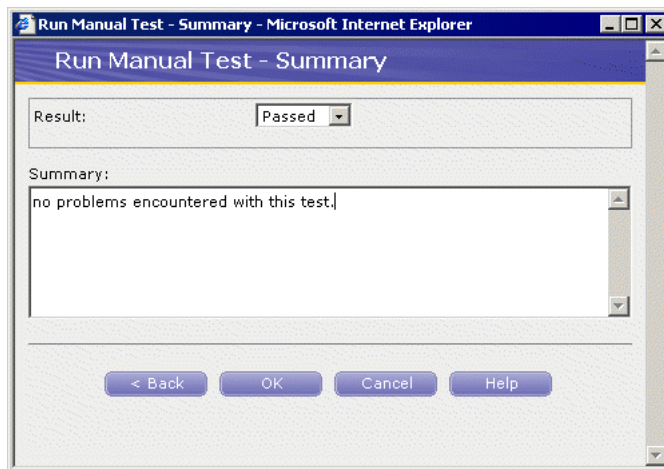 Run Manual Test - Summary - Microsoft Internet Explorer
Run Manual Test - Summary
Result: Passed
Summary:
no problems encountered with this test.
< Back OK Cancel Help